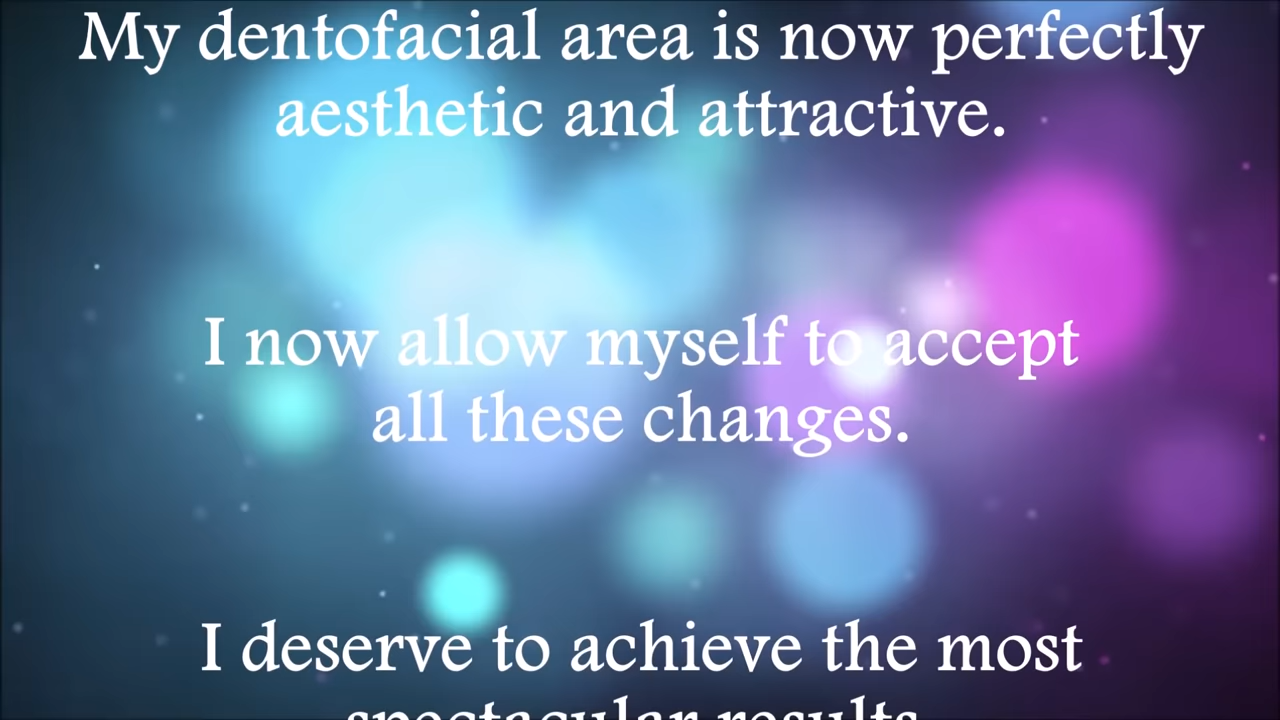 My dentofacial area is now perfectly
aesthetic and attractive.
I now allow myself to accept
all these changes.
I deserve to achieve the most
spectacular results.